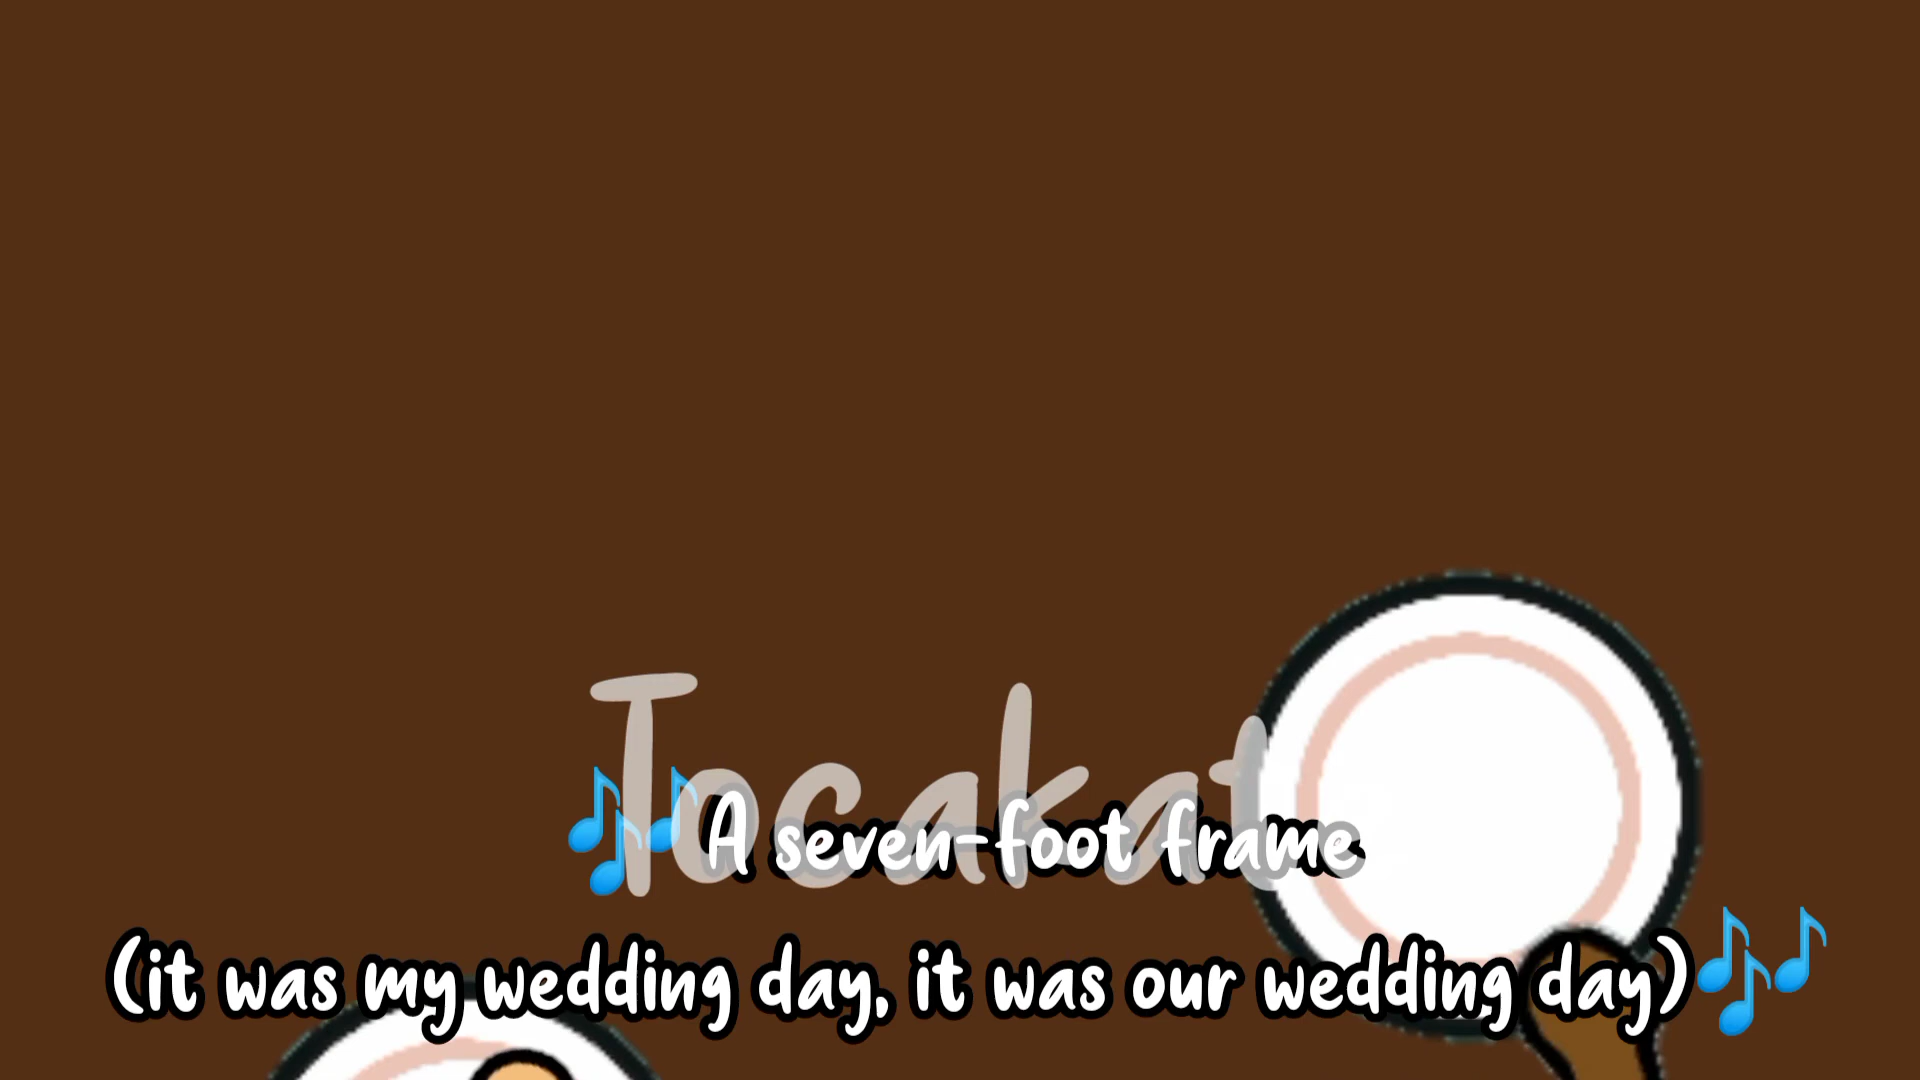 Tocakat
🎶A seven-foot frame
(it was my wedding day, it was our wedding day)🎶